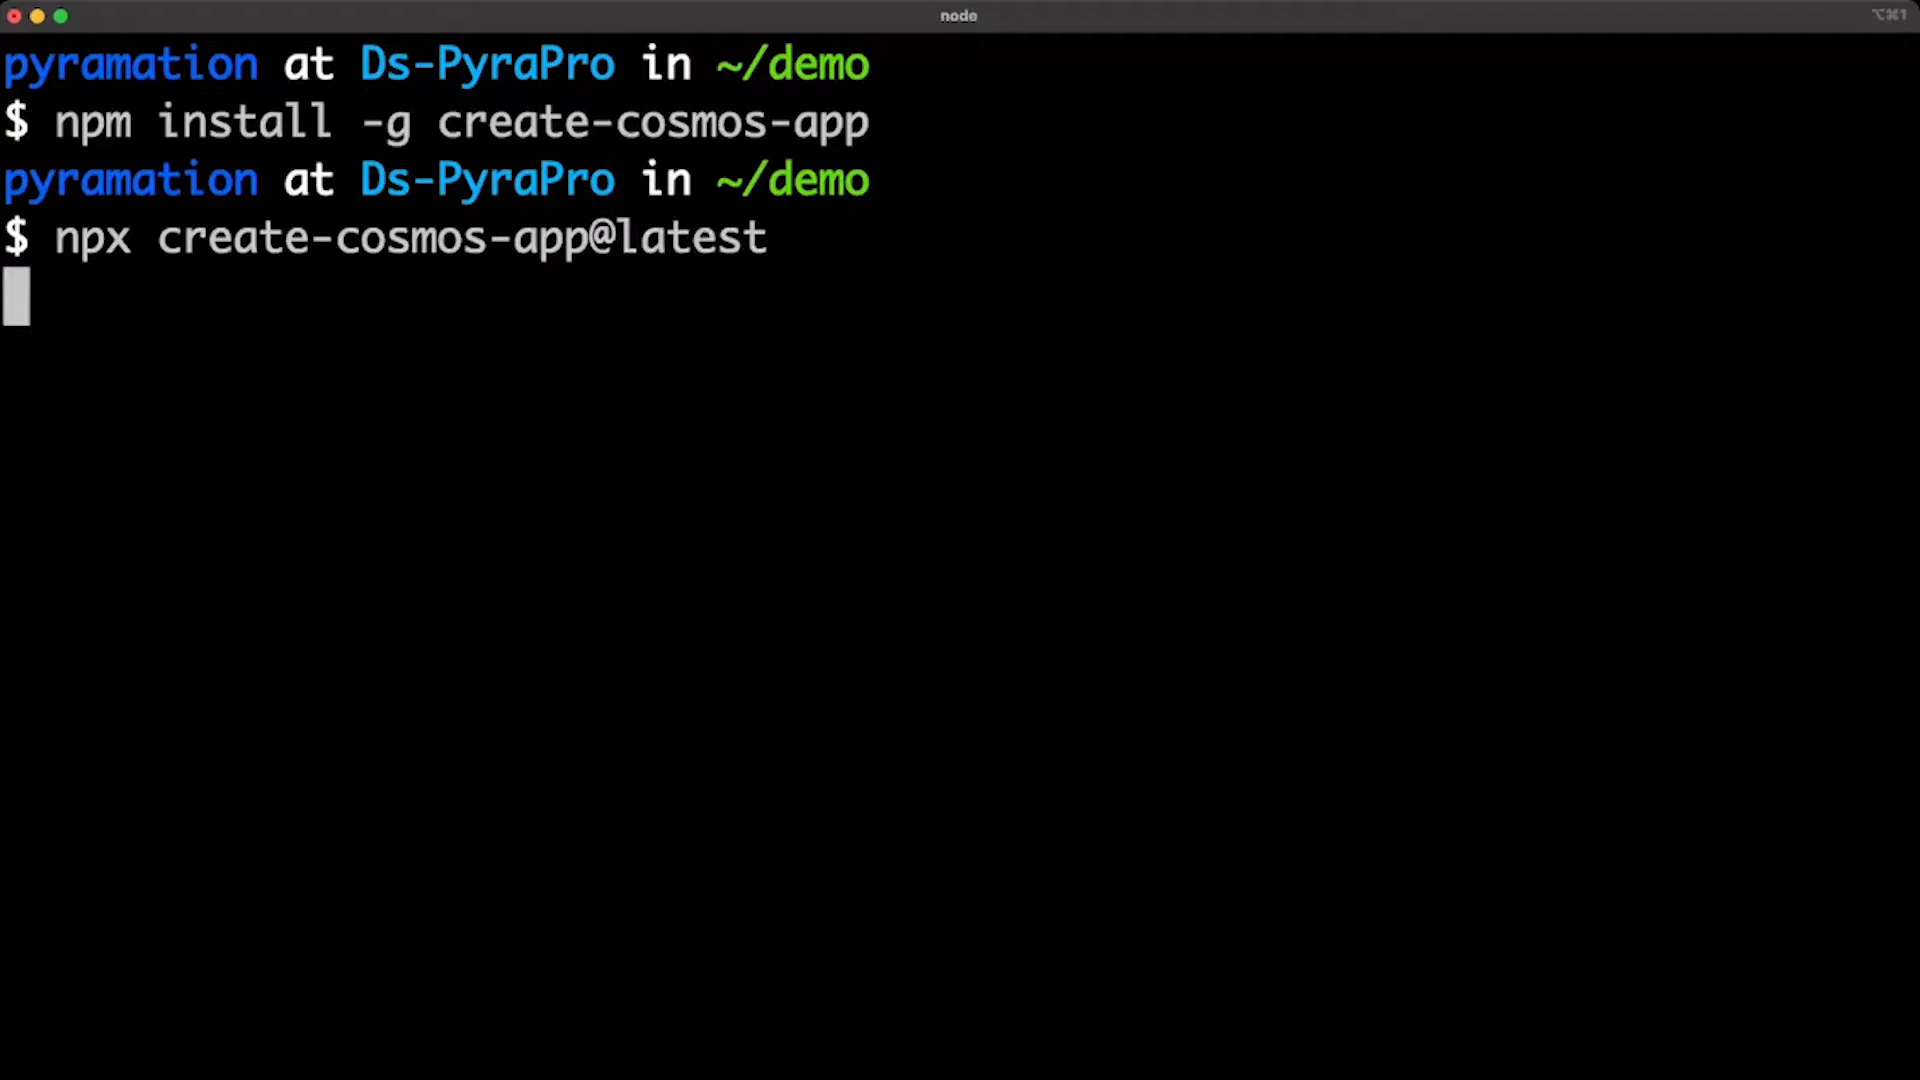 node
⌥⌘1
pyramation at Ds-PyraPro in ~/demo
$ npm install -g create-cosmos-app
pyramation at Ds-PyraPro in ~/demo
$ npx create-cosmos-app@latest